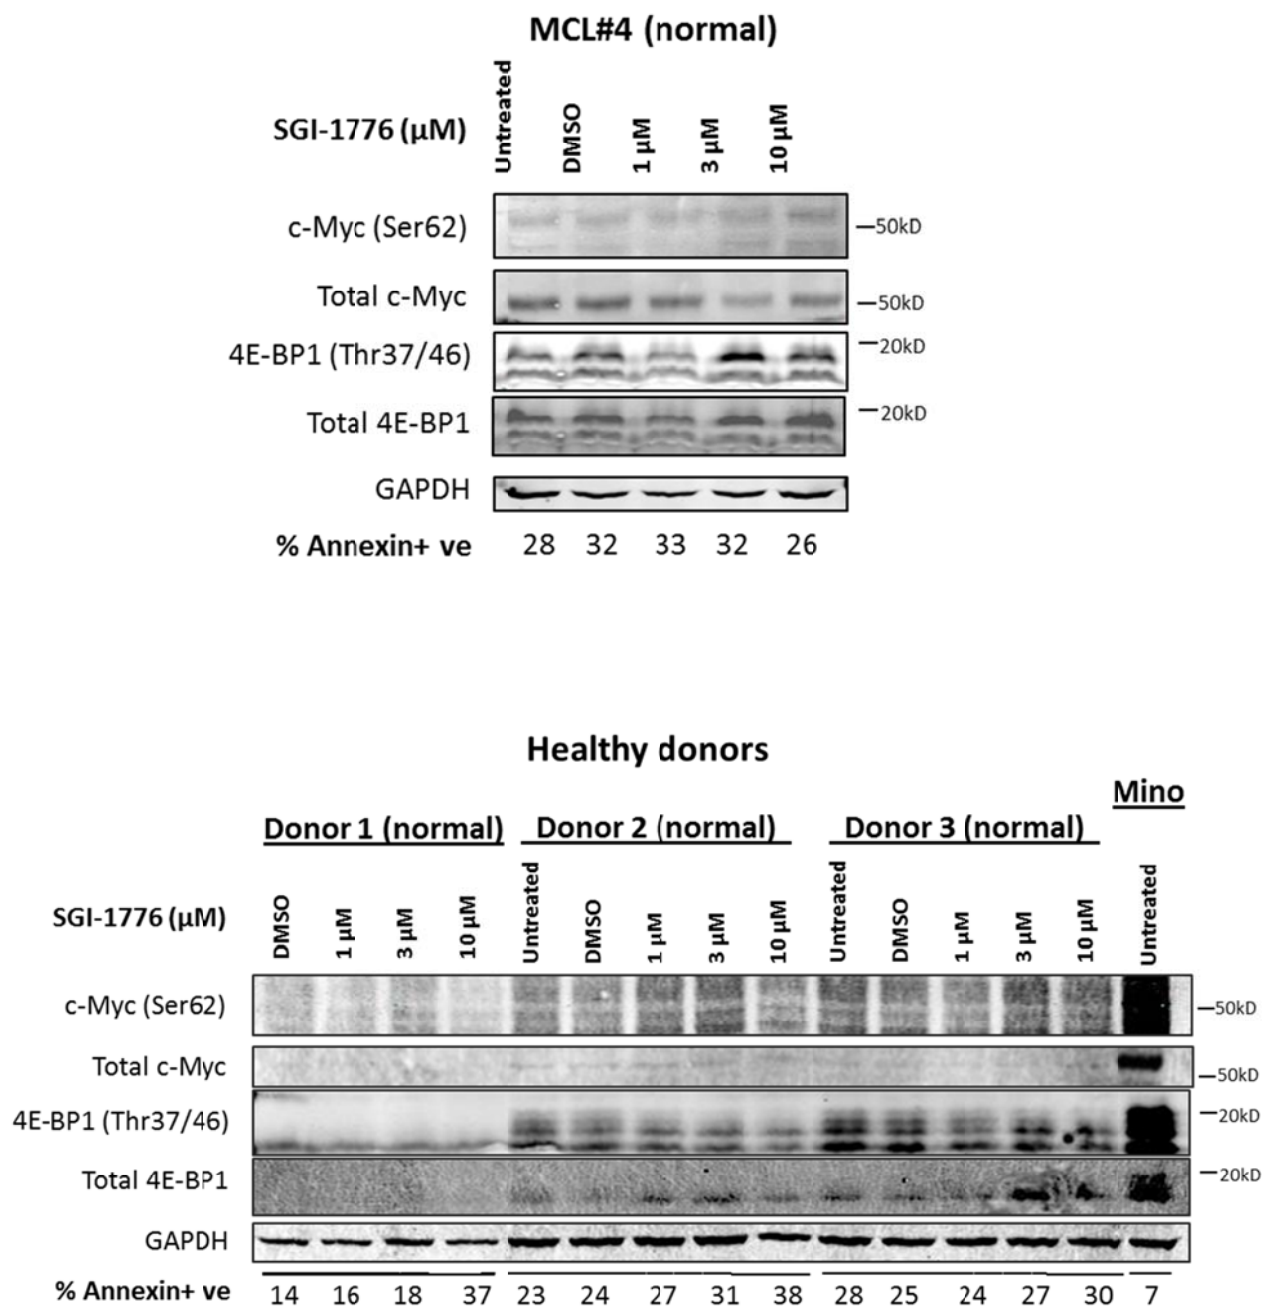 MCL#4 (normal)
SGI-1776 (µM)
Untreated
DMSO
1 µM
3 µM
10 µM
c-Myc (Ser62)
50kD
Total c-Myc
50kD
4E-BP1 (Thr37/46)
20kD
Total 4E-BP1
20kD
GAPDH
% Annexin+ ve 28 32 33 32 26
Healthy donors
Mino
Donor 1 (normal) Donor 2 (normal) Donor 3 (normal)
SGI-1776 (µM)
DMSO
1 µM
3 µM
10 µM
Untreated
DMSO
1 µM
3 µM
10 µM
Untreated
DMSO
1 µM
3 µM
10 µM
Untreated
c-Myc (Ser62)
50kD
Total c-Myc
50kD
4E-BP1 (Thr37/46)
20kD
Total 4E-BP1
20kD
GAPDH
% Annexin+ ve 14 16 18 37 23 24 27 31 38 28 25 24 27 30 7